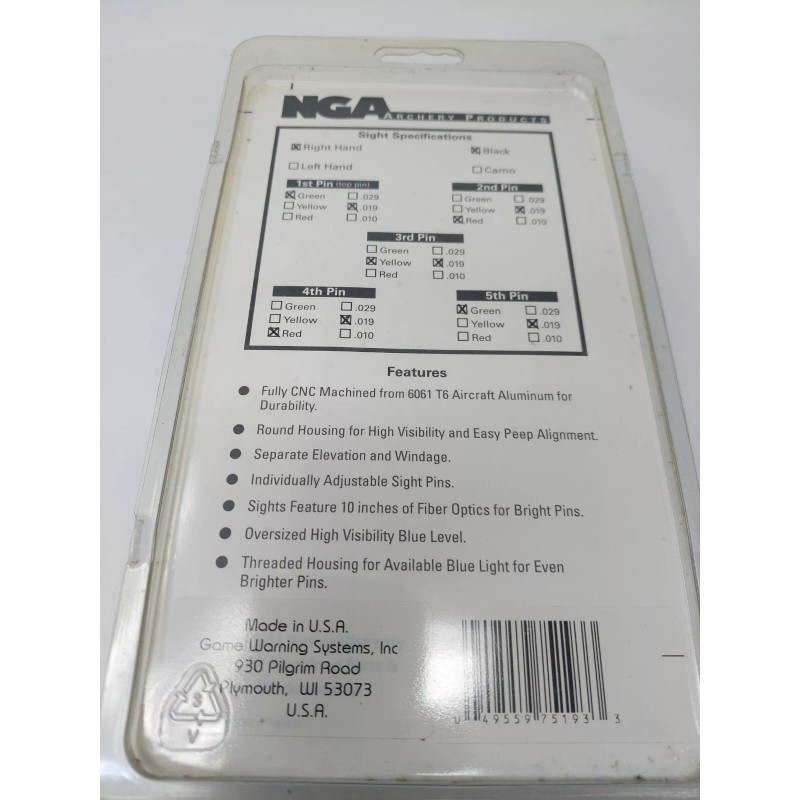 NGA ARCHERY PRODUCTS
Sight Specifications
☒ Right Hand ☒ Black
☐ Left Hand ☐ Camo
1st Pin (top pin) 2nd Pin
☒ Green ☐ .029 ☐ Green ☐ .029
☐ Yellow ☒ .019 ☐ Yellow ☒ .019
☐ Red ☐ .010 ☒ Red ☐ .010
3rd Pin
☐ Green ☐ .029
☒ Yellow ☒ .019
☐ Red ☐ .010
4th Pin 5th Pin
☐ Green ☐ .029 ☒ Green ☐ .029
☐ Yellow ☒ .019 ☐ Yellow ☒ .019
☒ Red ☐ .010 ☐ Red ☐ .010
Features
● Fully CNC Machined from 6061 T6 Aircraft Aluminum for
Durability.
● Round Housing for High Visibility and Easy Peep Alignment.
● Separate Elevation and Windage.
● Individually Adjustable Sight Pins.
● Sights Feature 10 inches of Fiber Optics for Bright Pins.
● Oversized High Visibility Blue Level.
● Threaded Housing for Available Blue Light for Even
Brighter Pins.
Made in U.S.A.
Game Warning Systems, Inc
930 Pilgrim Road
Plymouth, WI 53073
U.S.A.
3
V
0 49559 75193 3